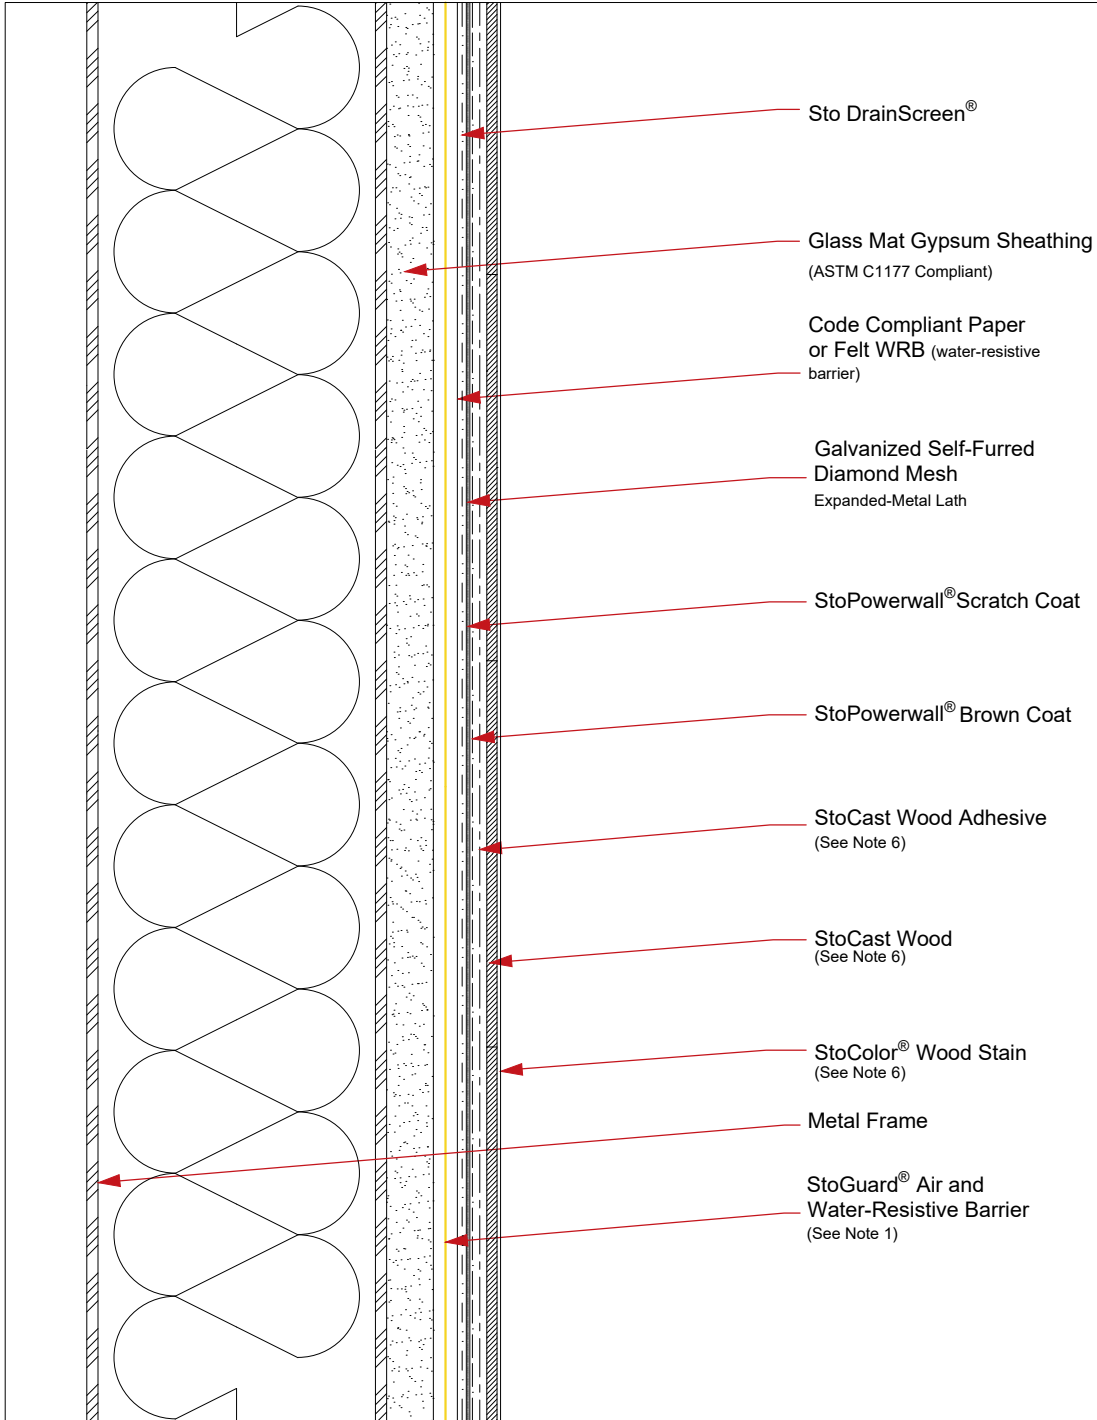 Sto DrainScreen®
Glass Mat Gypsum Sheathing
(ASTM C1177 Compliant)
Code Compliant Paper
or Felt WRB (water-resistive
barrier)
Galvanized Self-Furred
Diamond Mesh
Expanded-Metal Lath
StoPowerwall® Scratch Coat
StoPowerwall® Brown Coat
StoCast Wood Adhesive
(See Note 6)
StoCast Wood
(See Note 6)
StoColor® Wood Stain
(See Note 6)
Metal Frame
StoGuard® Air and
Water-Resistive Barrier
(See Note 1)